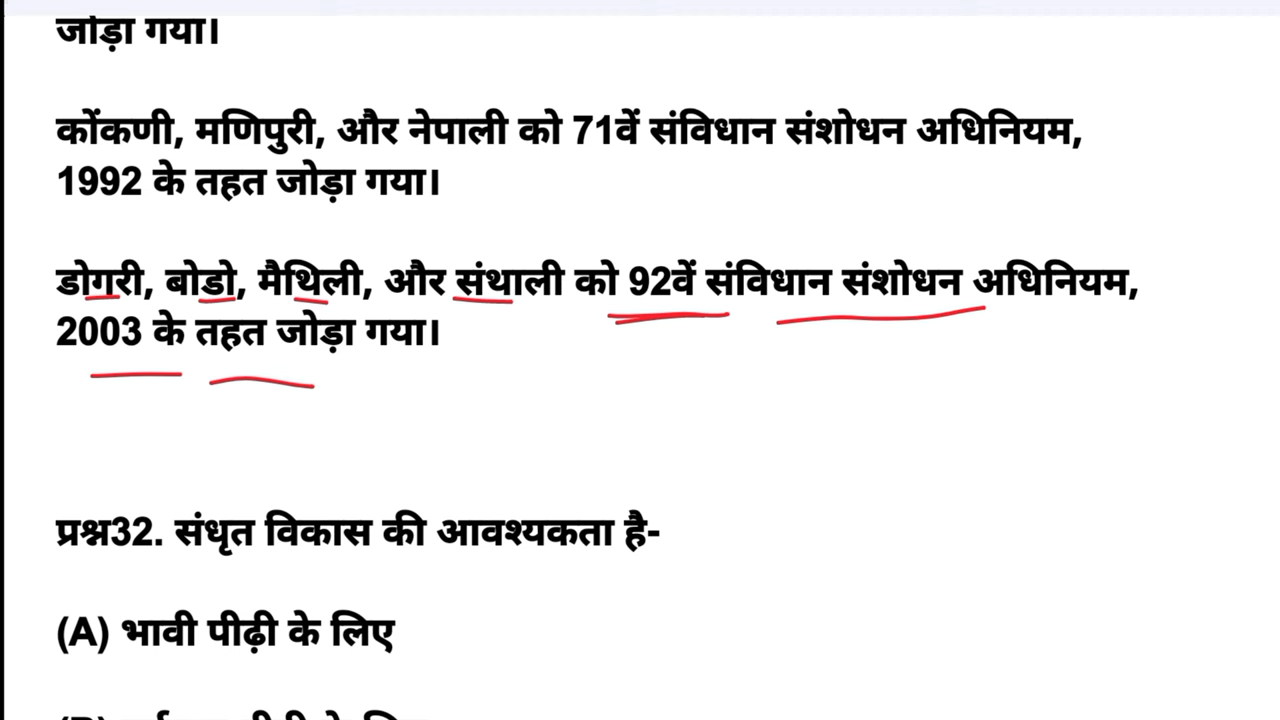 जोड़ा गया।
कोंकणी, मणिपुरी, और नेपाली को 71वें संविधान संशोधन अधिनियम,
1992 के तहत जोड़ा गया।
डोगरी, बोडो, मैथिली, और संथाली को 92वें संविधान संशोधन अधिनियम,
2003 के तहत जोड़ा गया।
प्रश्न32. संधृत विकास की आवश्यकता है-
(A) भावी पीढ़ी के लिए